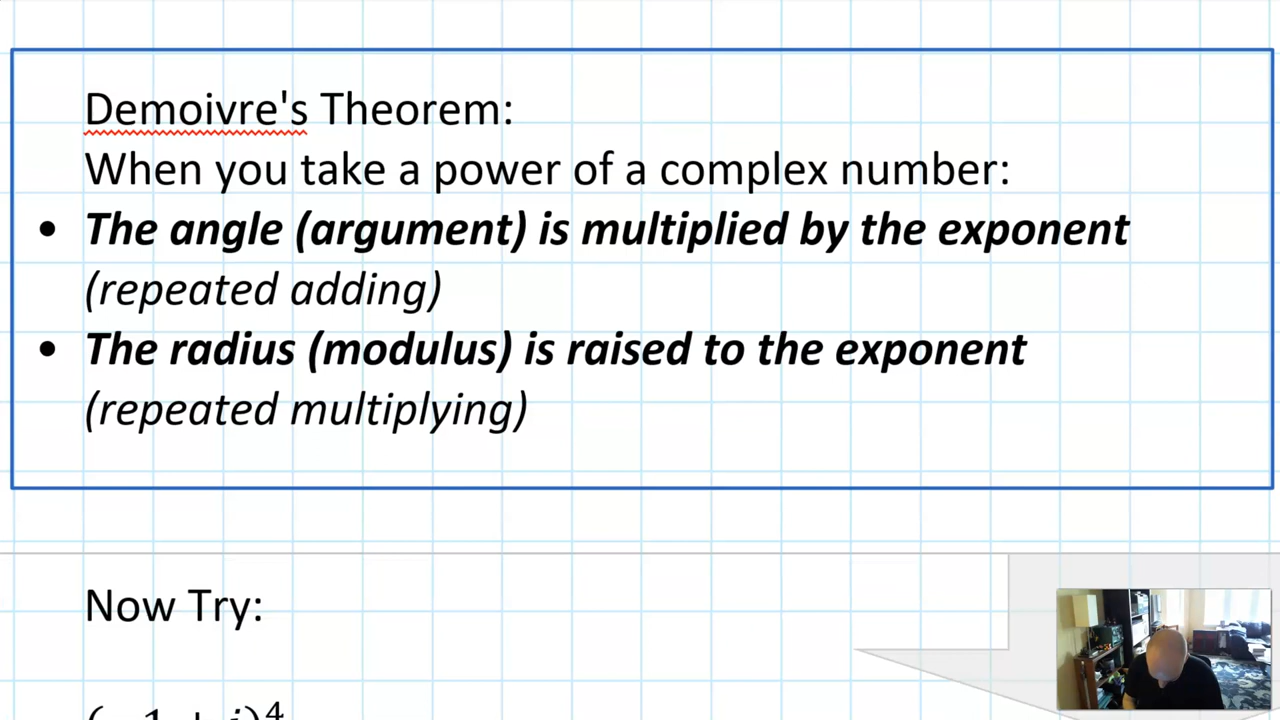 Demoivre's Theorem:
When you take a power of a complex number:
• The angle (argument) is multiplied by the exponent
(repeated adding)
• The radius (modulus) is raised to the exponent
(repeated multiplying)
Now Try: